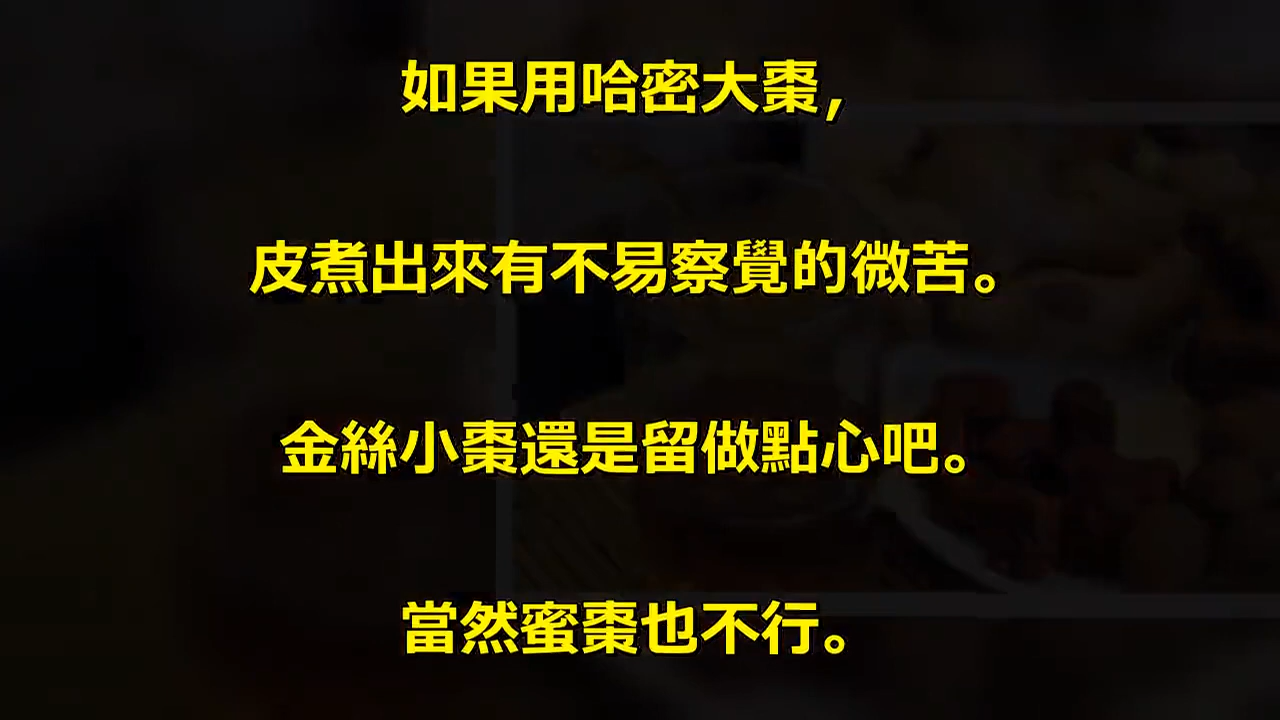 如果用哈密大棗，
皮煮出來有不易察覺的微苦。
金絲小棗還是留做點心吧。
當然蜜棗也不行。